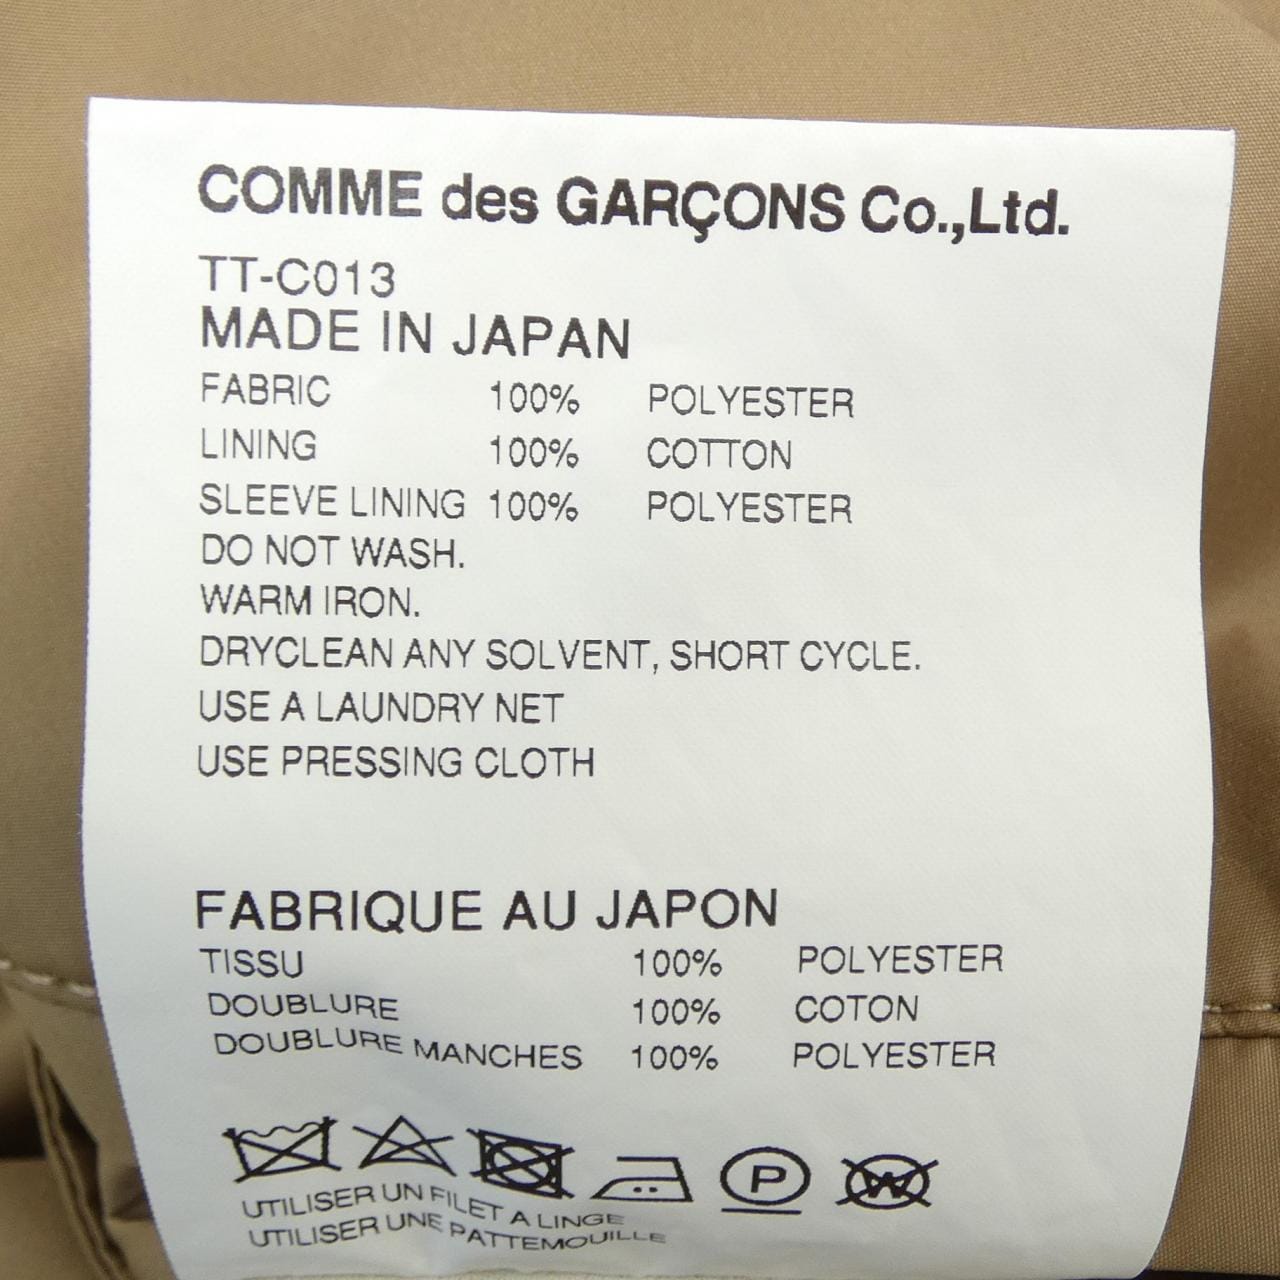 COMME des GARÇONS Co.,Ltd.
TT-C013
MADE IN JAPAN
FABRIC 100% POLYESTER
LINING 100% COTTON
SLEEVE LINING 100% POLYESTER
DO NOT WASH.
WARM IRON.
DRYCLEAN ANY SOLVENT, SHORT CYCLE.
USE A LAUNDRY NET
USE PRESSING CLOTH
FABRIQUE AU JAPON
TISSU 100% POLYESTER
DOUBLURE 100% COTON
DOUBLURE MANCHES 100% POLYESTER
P W
UTILISER UN FILET A LINGE
UTILISER UNE PATTEMOUILLE